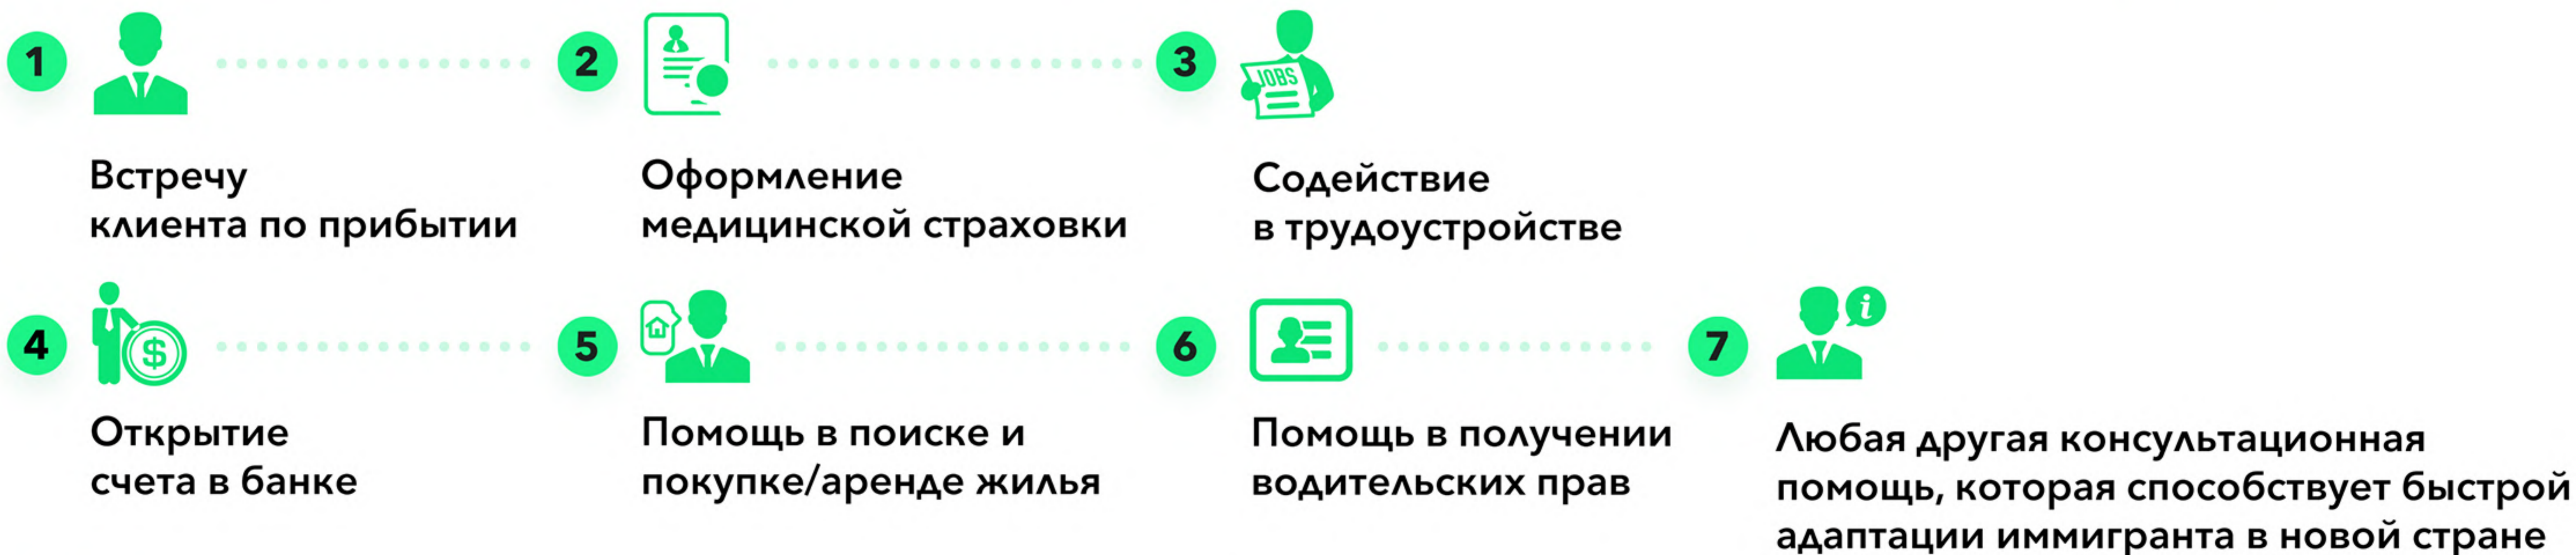 1
2
3
JOBS
Встречу
клиента по прибытии
Оформление
медицинской страховки
Содействие
в трудоустройстве
4
$
5
6
7
i
Открытие
счета в банке
Помощь в поиске и
покупке/аренде жилья
Помощь в получении
водительских прав
Любая другая консультационная
помощь, которая способствует быстрой
адаптации иммигранта в новой стране